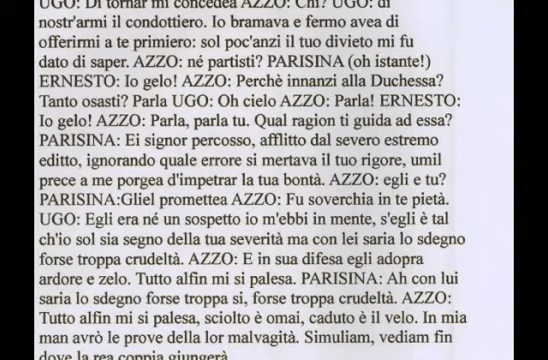 UGO: Di tornar mi concedea AZZO: Chi? UGO: di
nostr'armi il condottiero. Io bramava e fermo avea di
offerirmi a te primiero: sol poc'anzi il tuo divieto mi fu
dato di saper. AZZO: né partisti? PARISINA (oh istante!)
ERNESTO: Io gelo! AZZO: Perchè innanzi alla Duchessa?
Tanto osasti? Parla UGO: Oh cielo AZZO: Parla! ERNESTO:
Io gelo! AZZO: Parla, parla tu. Qual ragion ti guida ad essa?
PARISINA: Ei signor percosso, afflitto dal severo estremo
editto, ignorando quale errore si mertava il tuo rigore, umil
prece a me porgea d'impetrar la tua bontà. AZZO: egli e tu?
PARISINA:Gliel promettea AZZO: Fu soverchia in te pietà.
UGO: Egli era né un sospetto io m'ebbi in mente, s'egli è tal
ch'io sol sia segno della tua severità ma con lei saria lo sdegno
forse troppa crudeltà. AZZO: E in sua difesa egli adopra
ardore e zelo. Tutto alfin mi si palesa. PARISINA: Ah con lui
saria lo sdegno forse troppa si, forse troppa crudeltà. AZZO:
Tutto alfin mi si palesa, sciolto è omai, caduto è il velo. In mia
man avrò le prove della lor malvagità. Simuliam, vediam fin
dove la rea coppia giungerà